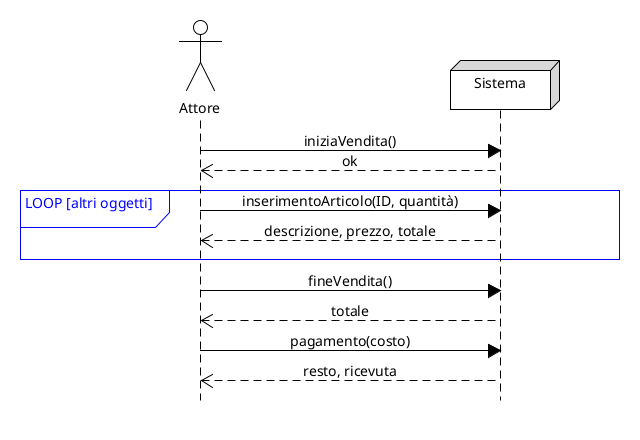 Attore
Sistema
iniziaVendita()
ok
LOOP [altri oggetti]
inserimentoArticolo(ID, quantità)
descrizione, prezzo, totale
fineVendita()
totale
pagamento(costo)
resto, ricevuta